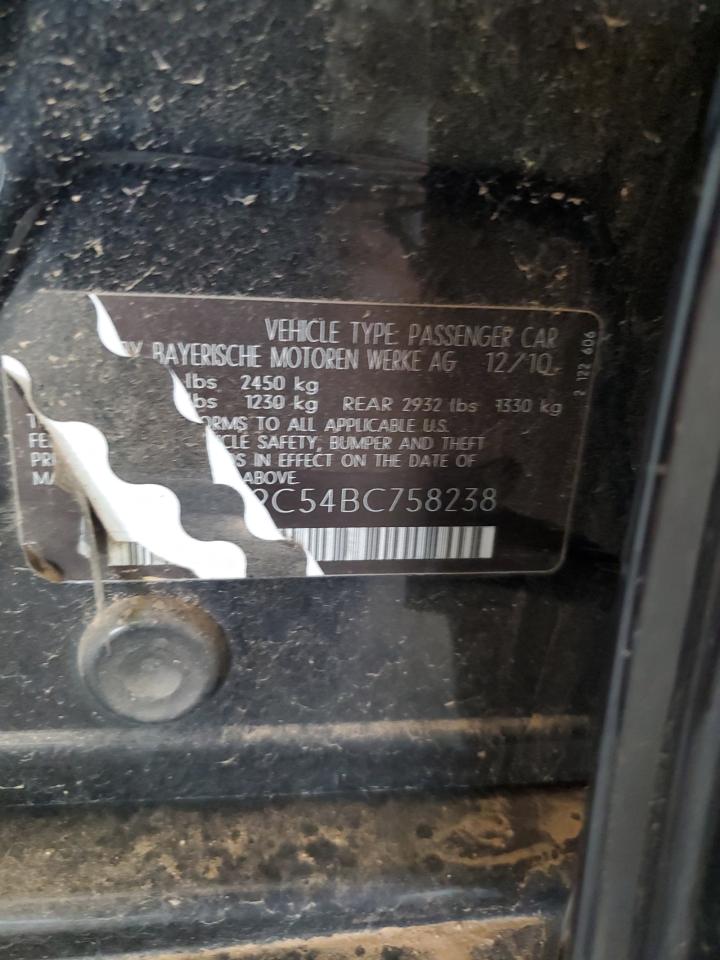 VEHICLE TYPE: PASSENGER CAR
BY BAYERISCHE MOTOREN WERKE AG 12/10
lbs 2450 kg
lbs 1230 kg REAR 2932 lbs 1330 kg
ORMS TO ALL APPLICABLE U.S.
CLE SAFETY, BUMPER AND THEFT
S IN EFFECT ON THE DATE OF
ABOVE.
C54BC758238
2 122 606